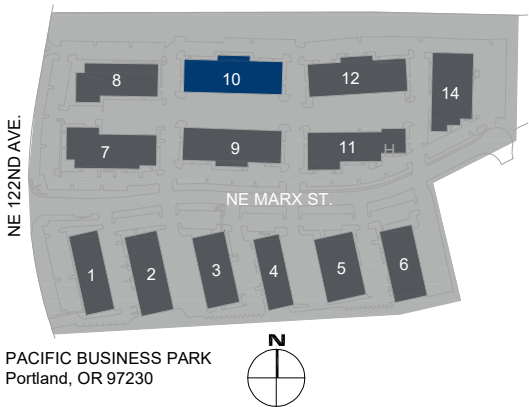 8
10
12
14
7
9
11
NE 122ND AVE.
NE MARX ST.
1
2
3
4
5
6
PACIFIC BUSINESS PARK
Portland, OR 97230
N